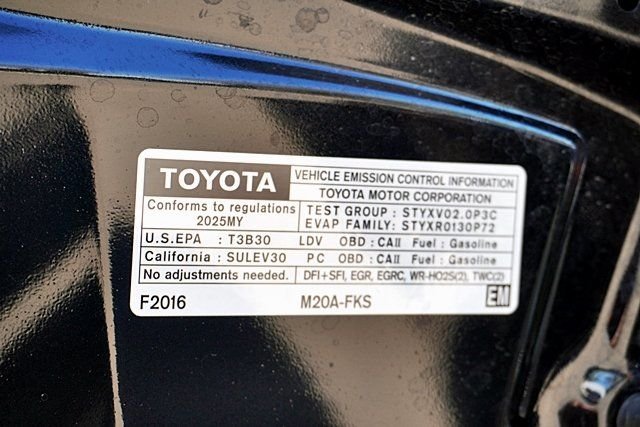 TOYOTA
VEHICLE EMISSION CONTROL INFORMATION
TOYOTA MOTOR CORPORATION
Conforms to regulations
2025MY
TEST GROUP : STYXV02.0P3C
EVAP FAMILY: STYXR0130P72
U.S.EPA : T3B30 LDV OBD : CAII Fuel : Gasoline
California : SULEV30 PC OBD : CAII Fuel : Gasoline
No adjustments needed. DFI+SFI, EGR, EGRC, WR-HO2S(2), TWC(2)
F2016 M20A-FKS EM